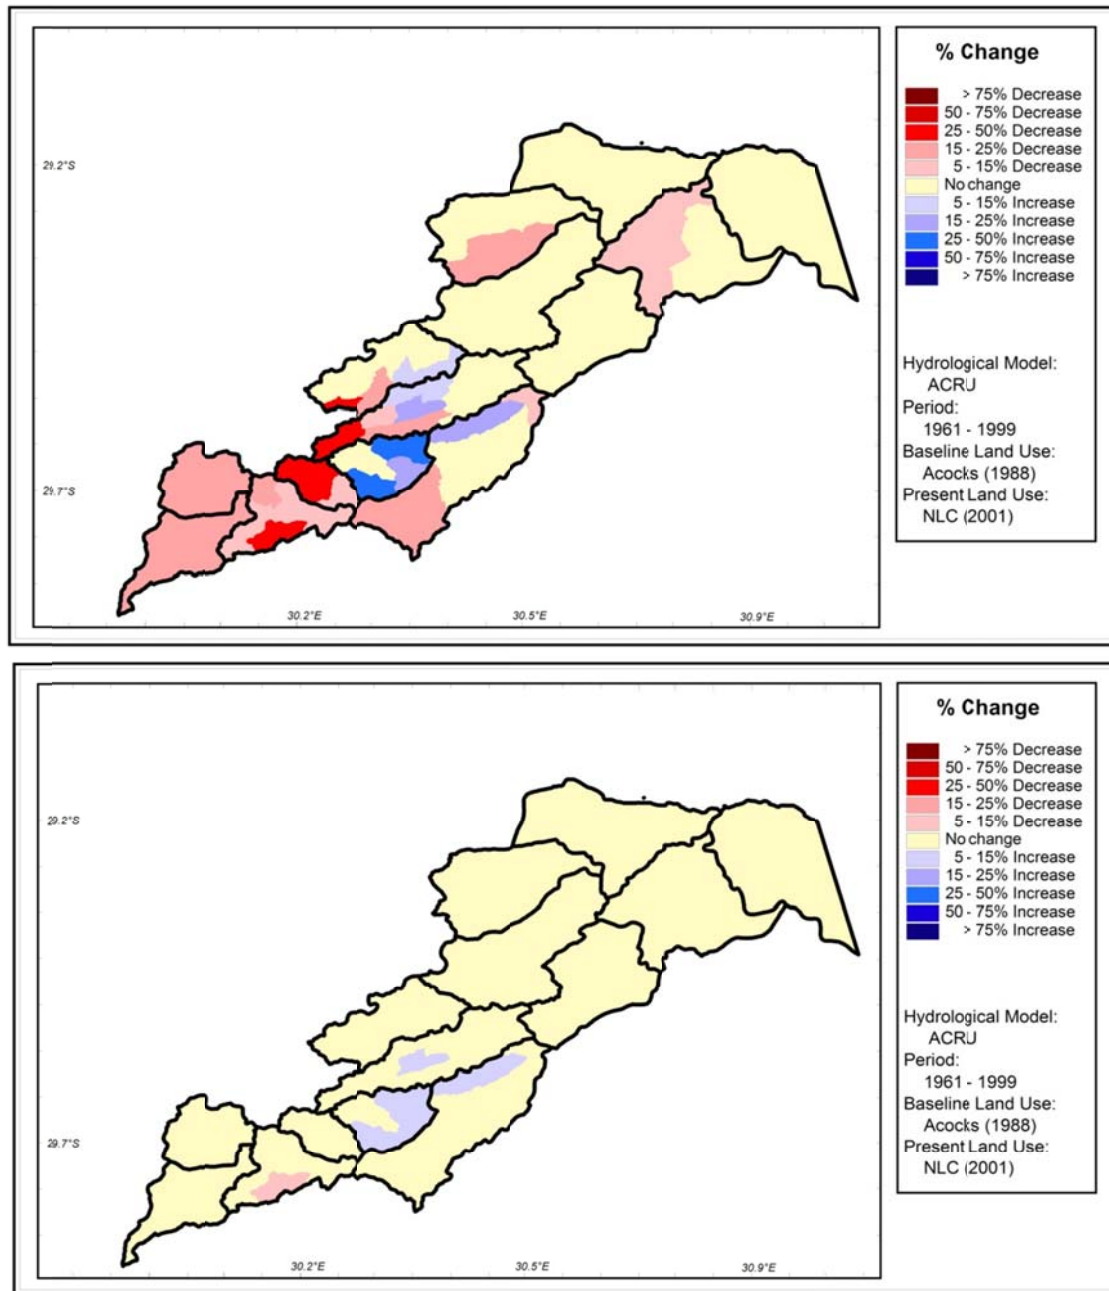 % Change
> 75% Decrease
50 - 75% Decrease
25 - 50% Decrease
15 - 25% Decrease
5 - 15% Decrease
No change
5 - 15% Increase
15 - 25% Increase
25 - 50% Increase
50 - 75% Increase
> 75% Increase
Hydrological Model:
ACRU
Period:
1961 - 1999
Baseline Land Use:
Acocks (1988)
Present Land Use:
NLC (2001)
29.2°S
29.7°S
30.2°E
30.5°E
30.9°E
% Change
> 75% Decrease
50 - 75% Decrease
25 - 50% Decrease
15 - 25% Decrease
5 - 15% Decrease
No change
5 - 15% Increase
15 - 25% Increase
25 - 50% Increase
50 - 75% Increase
> 75% Increase
Hydrological Model:
ACRU
Period:
1961 - 1999
Baseline Land Use:
Acocks (1988)
Present Land Use:
NLC (2001)
29.2°S
29.7°S
30.2°E
30.5°E
30.9°E